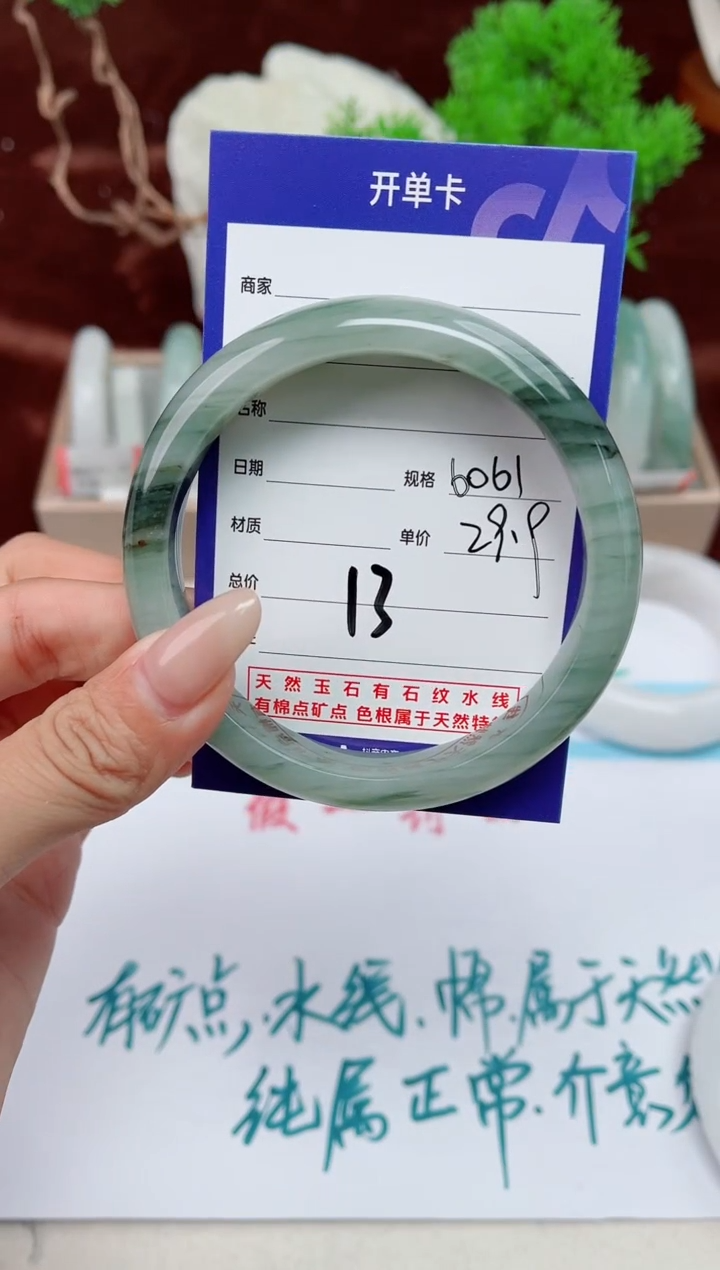 开单卡
商家
名称
日期
规格 6061
材质
单价 29.9
总价
13
天然玉石有石纹水线
有棉点矿点 色根属于天然特
假一
有矿点,水线.棉.属于天然
纯属正常.介意